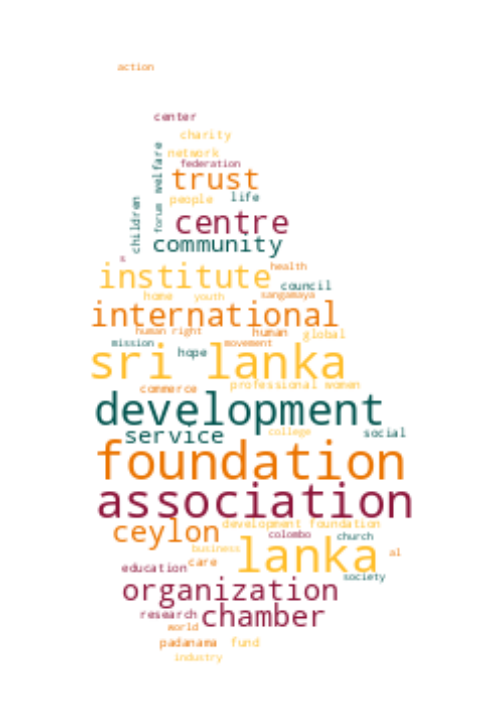 action
center
charity
welfare
network
federation
trust
life
people
children
forum
centre
community
s
health
institute
council
home
youth
sangamaya
international
human right
human
global
mission
movement
hope
sri lanka
commerce
professional women
development
service
college
social
foundation
association
ceylon
development foundation
colombo
church
business
lanka
al
care
education
society
organization
research
chamber
world
padanama
fund
industry